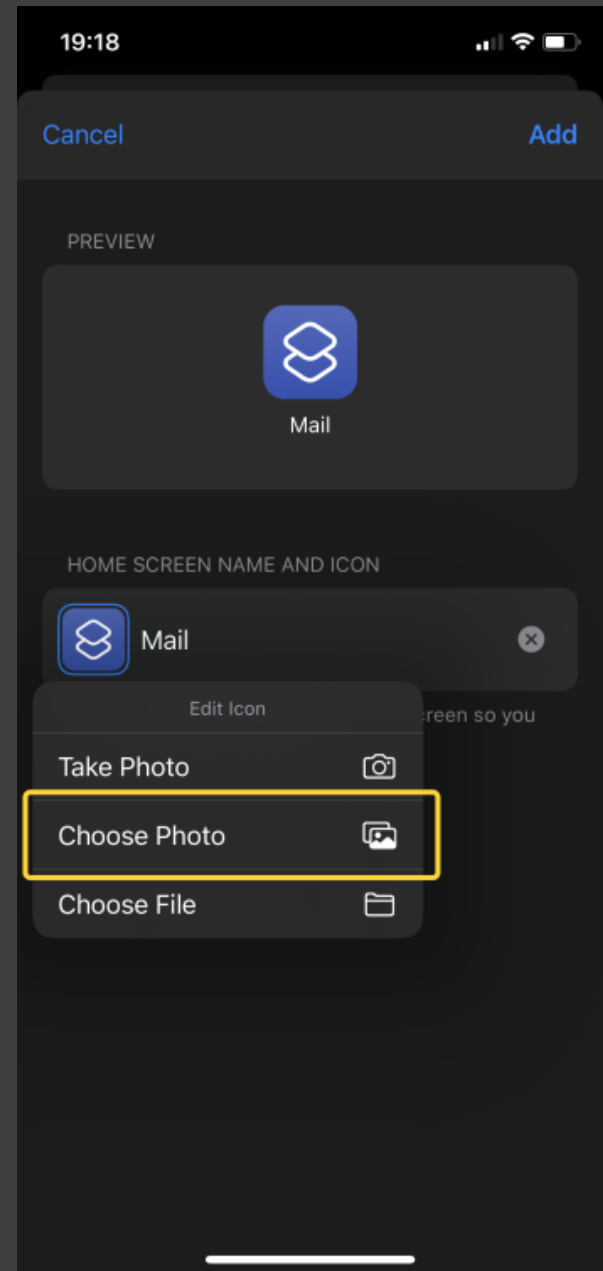 19:18
Cancel Add
PREVIEW
Mail
HOME SCREEN NAME AND ICON
Mail
Edit Icon
so you
Take Photo
Choose Photo
Choose File